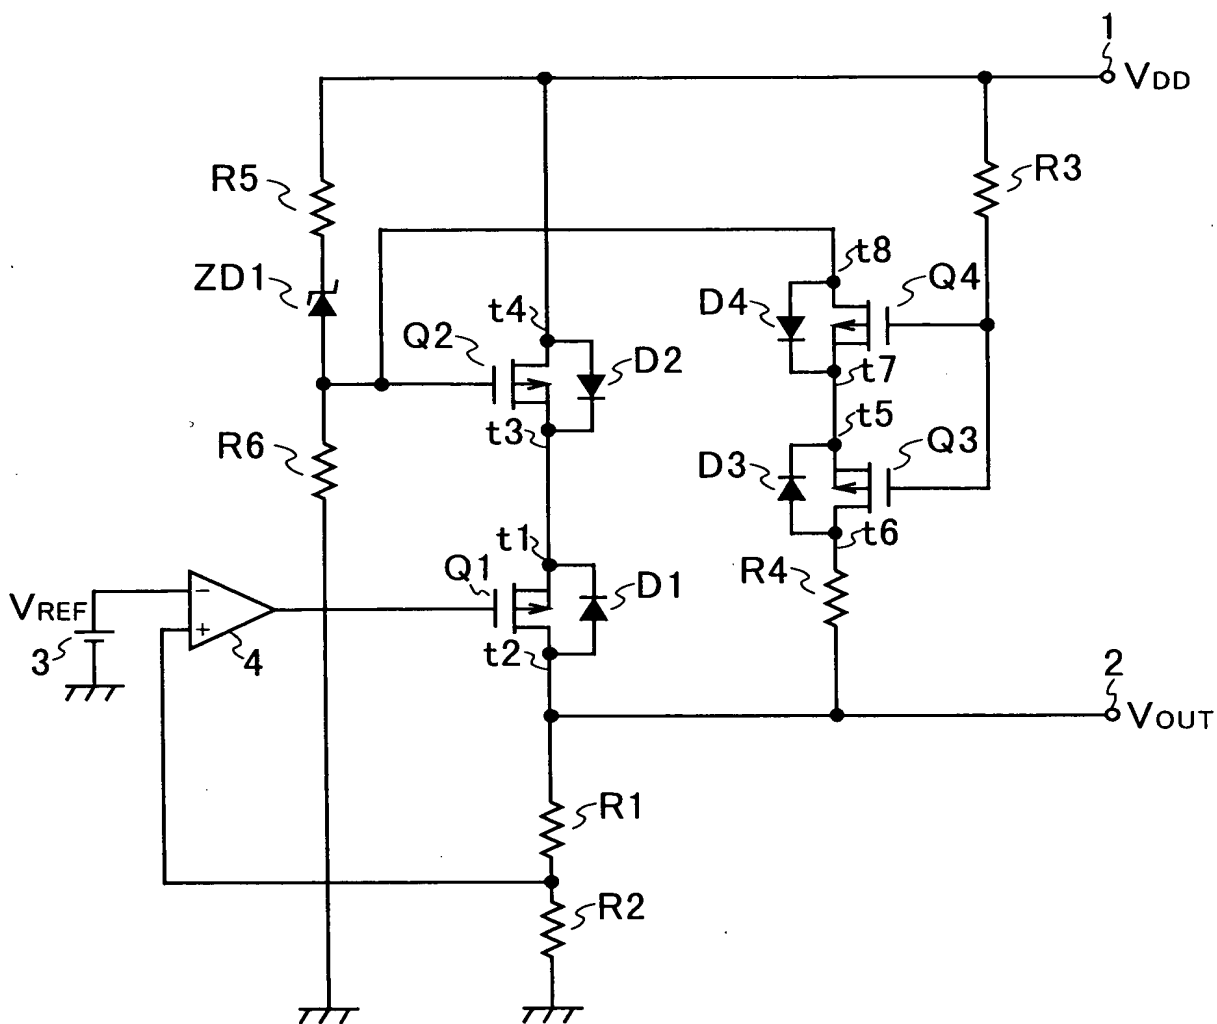 1
VDD
R5
R3
t8
ZD1
D4
Q4
t4
Q2
D2
t7
t3
t5
R6
D3
Q3
t1
t6
Q1
D1
R4
VREF
−
+
3
4
t2
2
VOUT
R1
R2